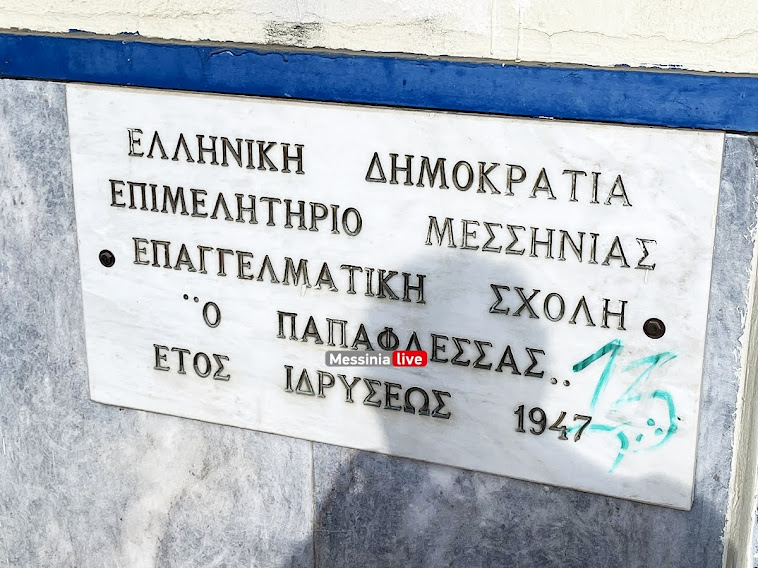 ΕΛΛΗΝΙΚΗ ΔΗΜΟΚΡΑΤΙΑ
ΕΠΙΜΕΛΗΤΗΡΙΟ ΜΕΣΣΗΝΙΑΣ
ΕΠΑΓΓΕΛΜΑΤΙΚΗ ΣΧΟΛΗ
¨Ο ΠΑΠΑΦΛΕΣΣΑΣ..
Messinia live
ΕΤΟΣ ΙΔΡΥΣΕΩΣ 1947